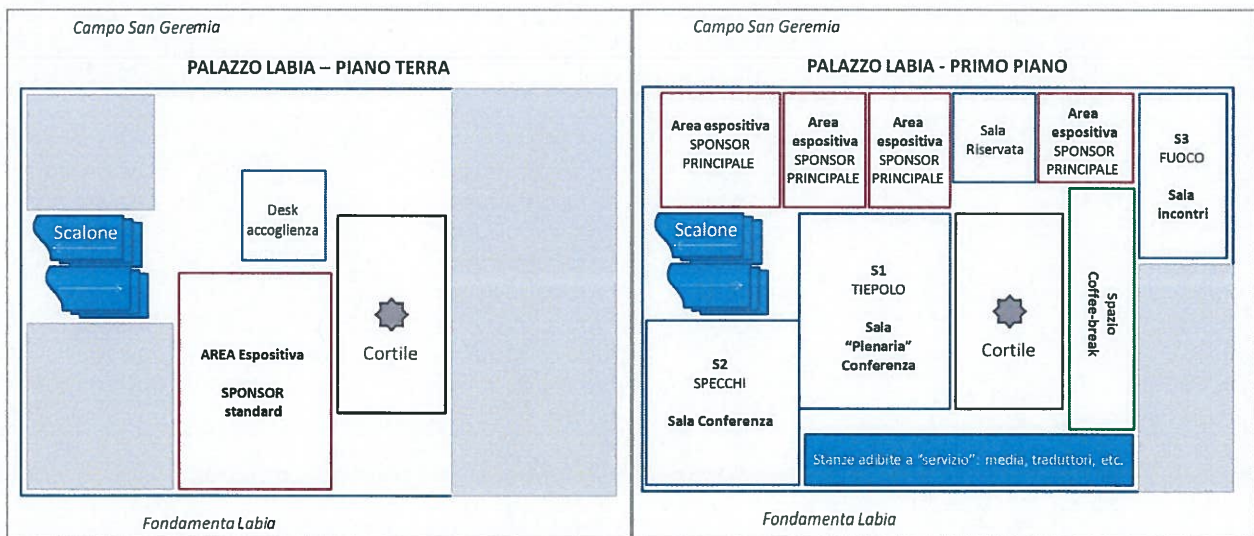 Campo San Geremia
PALAZZO LABIA – PIANO TERRA
Desk
accoglienza
Scalone
Cortile
AREA Espositiva
SPONSOR
standard
Fondamenta Labia
Campo San Geremia
PALAZZO LABIA - PRIMO PIANO
Area espositiva
SPONSOR
PRINCIPALE
Area
espositiva
SPONSOR
PRINCIPALE
Area
espositiva
SPONSOR
PRINCIPALE
Sala
Riservata
Area
espositiva
SPONSOR
PRINCIPALE
S3
FUOCO
Sala
incontri
Scalone
S1
TIEPOLO
Sala
"Plenaria"
Conferenza
Cortile
Spazio
Coffee-break
S2
SPECCHI
Sala Conferenza
Stanze adibite a "servizio": media, traduttori, etc.
Fondamenta Labia